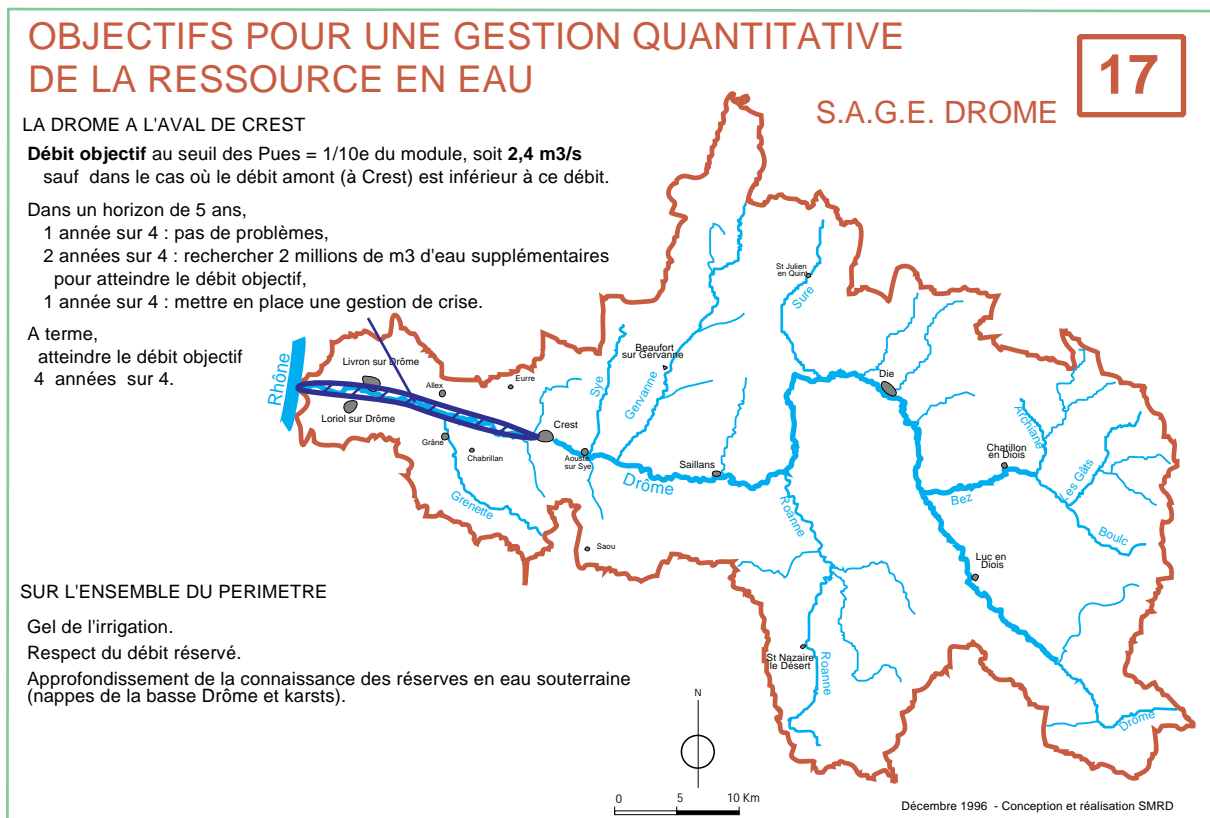 OBJECTIFS POUR UNE GESTION QUANTITATIVE
DE LA RESSOURCE EN EAU
17
S.A.G.E. DROME
LA DROME A L'AVAL DE CREST
Débit objectif au seuil des Pues = 1/10e du module, soit 2,4 m3/s
sauf dans le cas où le débit amont (à Crest) est inférieur à ce débit.
Dans un horizon de 5 ans,
1 année sur 4 : pas de problèmes,
2 années sur 4 : rechercher 2 millions de m3 d'eau supplémentaires
pour atteindre le débit objectif,
1 année sur 4 : mettre en place une gestion de crise.
A terme,
atteindre le débit objectif
4 années sur 4.
St Julien
en Quint
Sure
Beaufort
sur Gervanne
Livron sur Drôme
Rhône
Allex
Eurre
Sye
Gervanne
Die
Loriol sur Drôme
Crest
Archiane
Grâne
Chabrillan
Aouste
sur Sye
Saillans
Drôme
Chatillon
en Diois
Les Gâts
Bez
Grenette
Roanne
Boulc
Saou
Luc en
Diois
St Nazaire
le Désert
Roanne
Drôme
SUR L'ENSEMBLE DU PERIMETRE
Gel de l'irrigation.
Respect du débit réservé.
Approfondissement de la connaissance des réserves en eau souterraine
(nappes de la basse Drôme et karsts).
N
0 5 10 Km
Décembre 1996 - Conception et réalisation SMRD